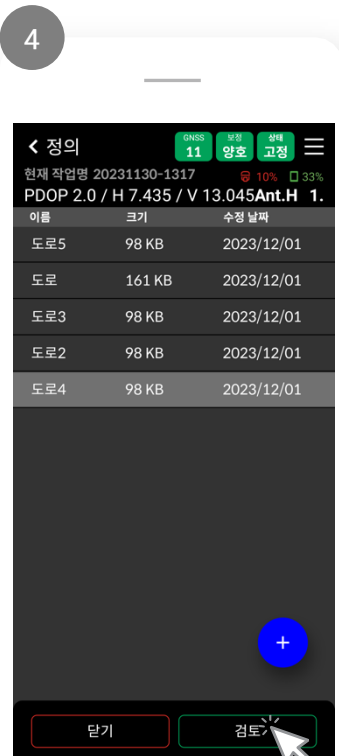 4
정의
GNSS 11 보정 양호 상태 고정
현재 작업명 20231130-1317 10% 33%
PDOP 2.0 / H 7.435 / V 13.045Ant.H 1.
이름 크기 수정 날짜
도로5 98 KB 2023/12/01
도로 161 KB 2023/12/01
도로3 98 KB 2023/12/01
도로2 98 KB 2023/12/01
도로4 98 KB 2023/12/01
+
닫기 검토